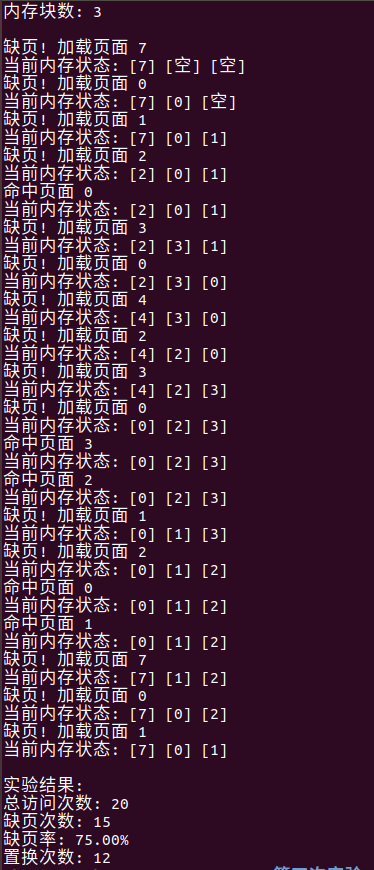 内存块数: 3
缺页! 加载页面 7
当前内存状态: [7] [空] [空]
缺页! 加载页面 0
当前内存状态: [7] [0] [空]
缺页! 加载页面 1
当前内存状态: [7] [0] [1]
缺页! 加载页面 2
当前内存状态: [2] [0] [1]
命中页面 0
当前内存状态: [2] [0] [1]
缺页! 加载页面 3
当前内存状态: [2] [3] [1]
缺页! 加载页面 0
当前内存状态: [2] [3] [0]
缺页! 加载页面 4
当前内存状态: [4] [3] [0]
缺页! 加载页面 2
当前内存状态: [4] [2] [0]
缺页! 加载页面 3
当前内存状态: [4] [2] [3]
缺页! 加载页面 0
当前内存状态: [0] [2] [3]
命中页面 3
当前内存状态: [0] [2] [3]
命中页面 2
当前内存状态: [0] [2] [3]
缺页! 加载页面 1
当前内存状态: [0] [1] [3]
缺页! 加载页面 2
当前内存状态: [0] [1] [2]
命中页面 0
当前内存状态: [0] [1] [2]
命中页面 1
当前内存状态: [0] [1] [2]
缺页! 加载页面 7
当前内存状态: [7] [1] [2]
缺页! 加载页面 0
当前内存状态: [7] [0] [2]
缺页! 加载页面 1
当前内存状态: [7] [0] [1]
实验结果:
总访问次数: 20
缺页次数: 15
缺页率: 75.00%
置换次数: 12